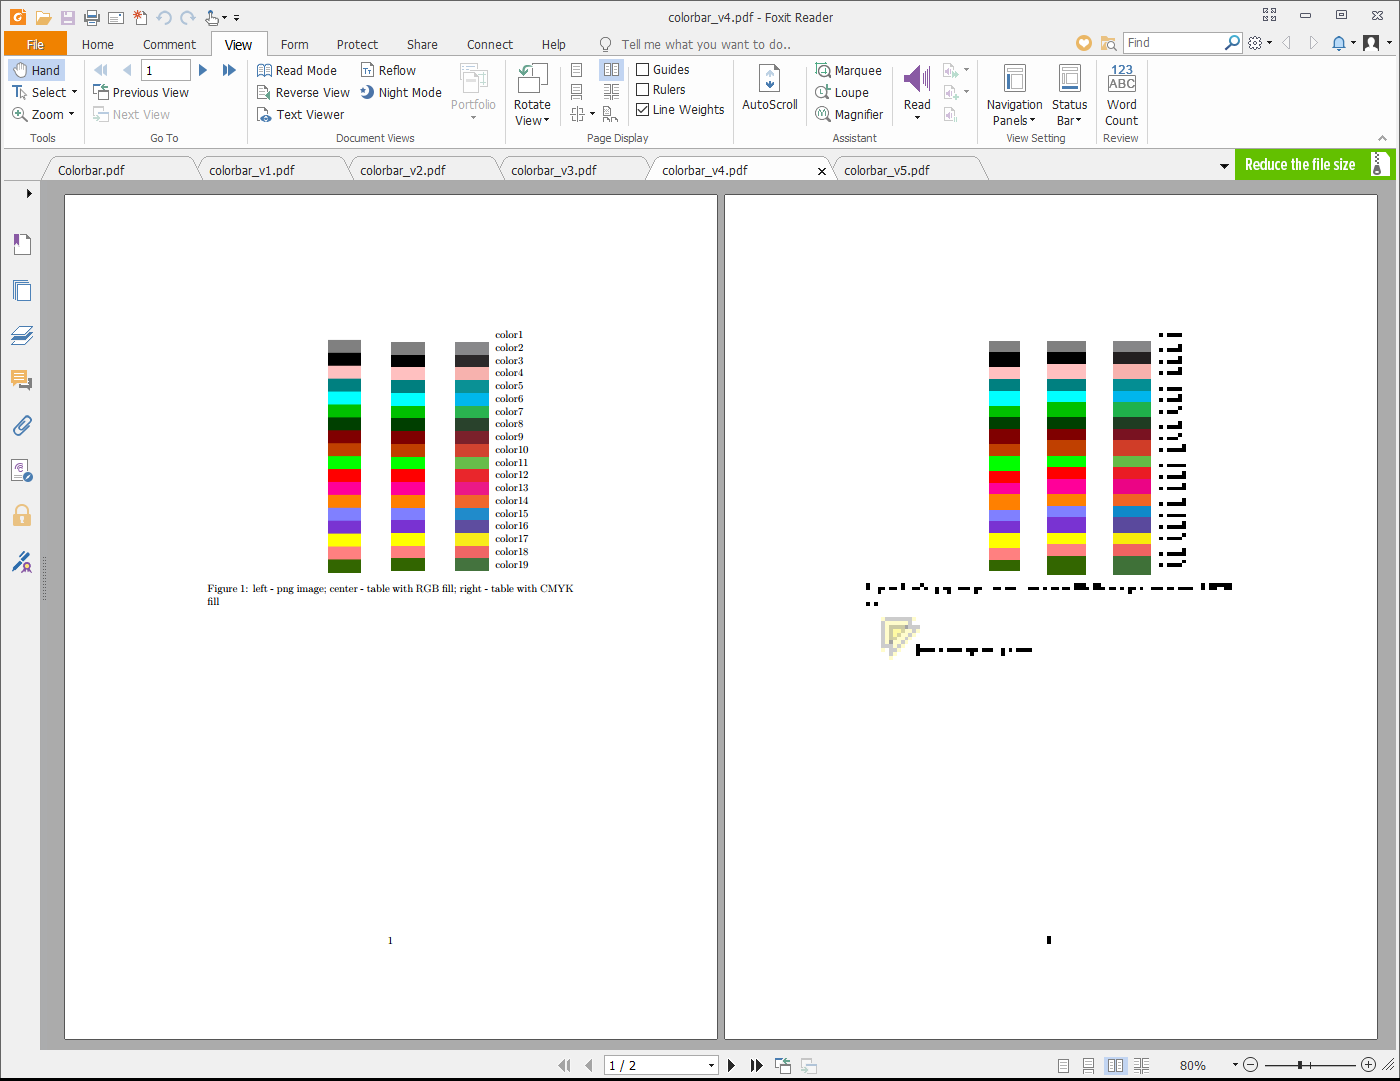 colorbar_v4.pdf - Foxit Reader
File Home Comment View Form Protect Share Connect Help Tell me what you want to do.. Find
Hand
Select
Zoom
Tools
1
Previous View
Next View
Go To
Read Mode
Reverse View
Text Viewer
Reflow
Night Mode
Document Views
Portfolio
Rotate
View
Guides
Rulers
Line Weights
Page Display
AutoScroll
Marquee
Loupe
Magnifier
Read
Assistant
Navigation
Panels
Status
Bar
View Setting
123
ABC
Word
Count
Review
Colorbar.pdf colorbar_v1.pdf colorbar_v2.pdf colorbar_v3.pdf colorbar_v4.pdf colorbar_v5.pdf Reduce the file size
color1
color2
color3
color4
color5
color6
color7
color8
color9
color10
color11
color12
color13
color14
color15
color16
color17
color18
color19
Figure 1: left - png image; center - table with RGB fill; right - table with CMYK
fill
1
1 / 2
80%